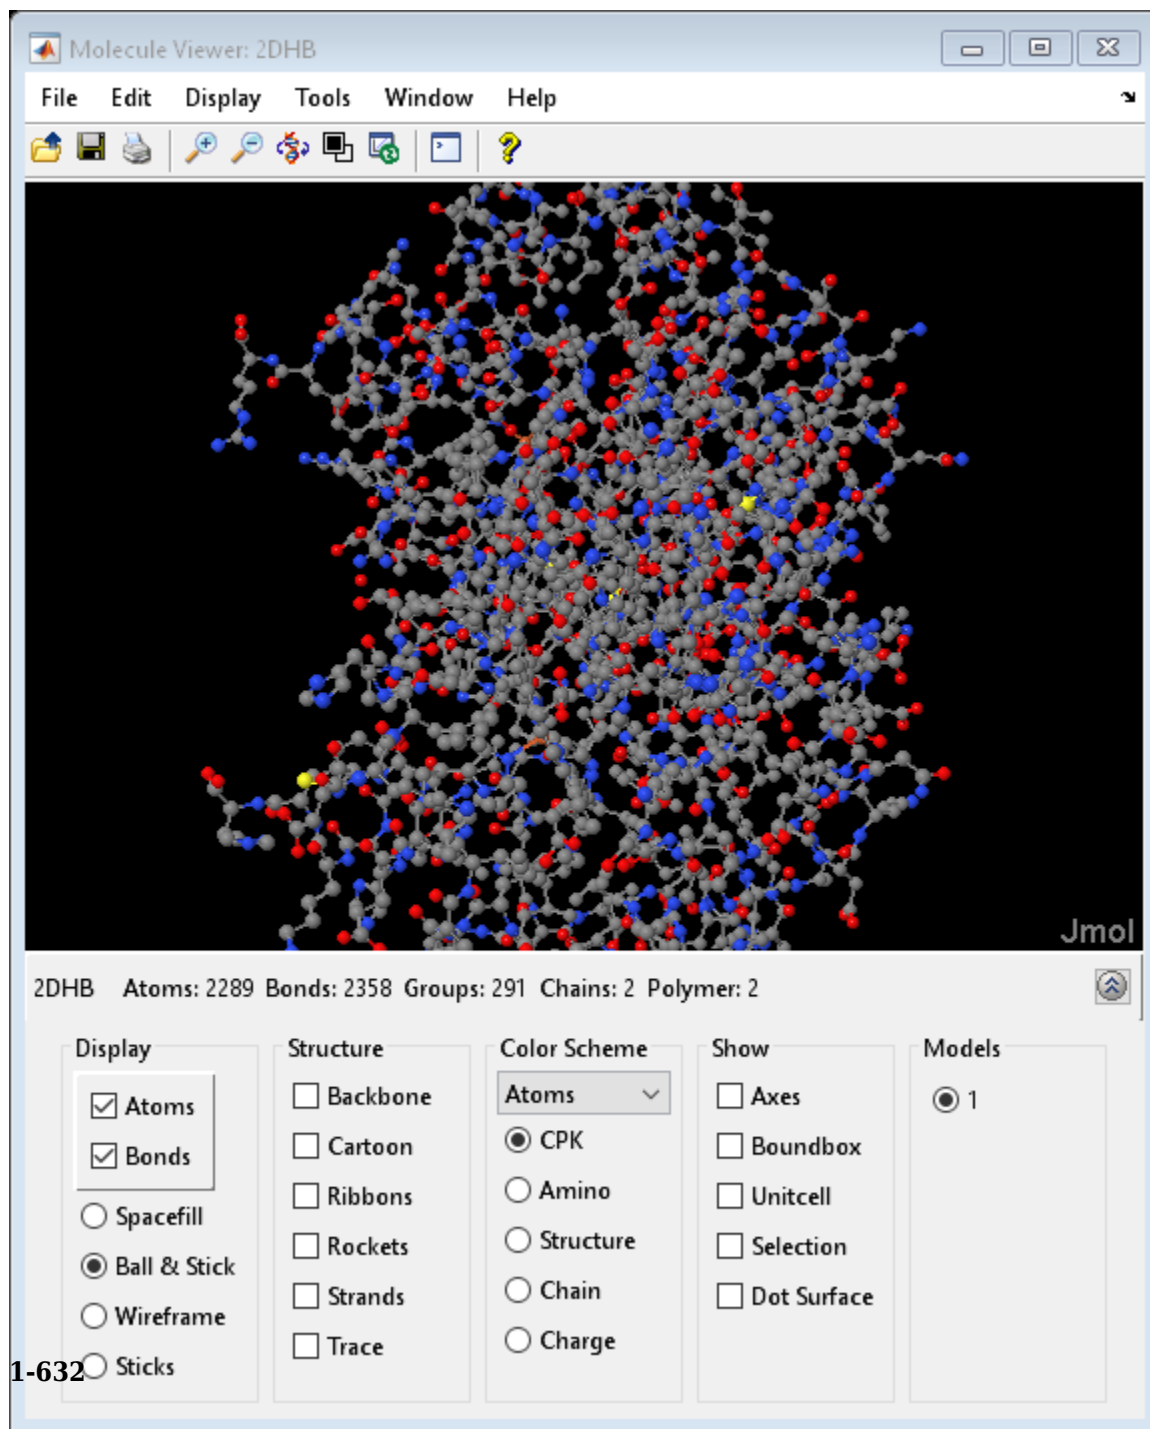 Molecule Viewer: 2DHB
File Edit Display Tools Window Help
Jmol
2DHB Atoms: 2289 Bonds: 2358 Groups: 291 Chains: 2 Polymer: 2
Display
Atoms
Bonds
Spacefill
Ball & Stick
Wireframe
Sticks
Structure
Backbone
Cartoon
Ribbons
Rockets
Strands
Trace
Color Scheme
Atoms
CPK
Amino
Structure
Chain
Charge
Show
Axes
Boundbox
Unitcell
Selection
Dot Surface
Models
1
1-632